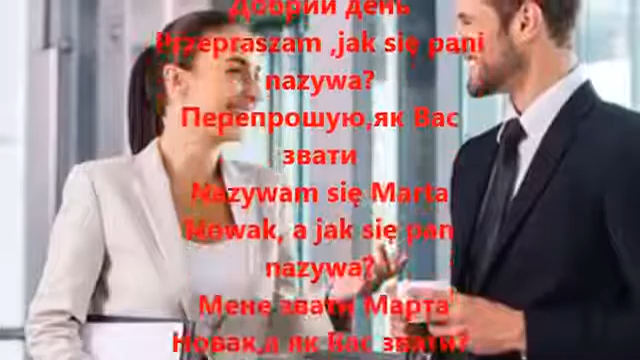 Добрий день
Przepraszam ,jak się pani
nazywa?
Перепрошую,як Вас
звати
Nazywam się Marta
Nowak, a jak się pan
nazywa?
Мене звати Марта
Новак,а як Вас звати?